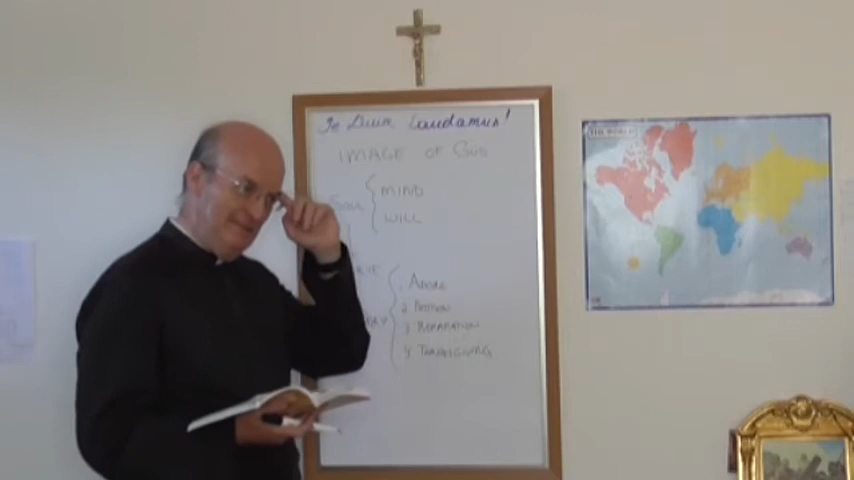 Te Deum Laudamus!
IMAGE OF GOD
SOUL
MIND
WILL
1 ADORE
2 PETITION
3 REPARATION
4 THANKSGIVING
THE WORLD